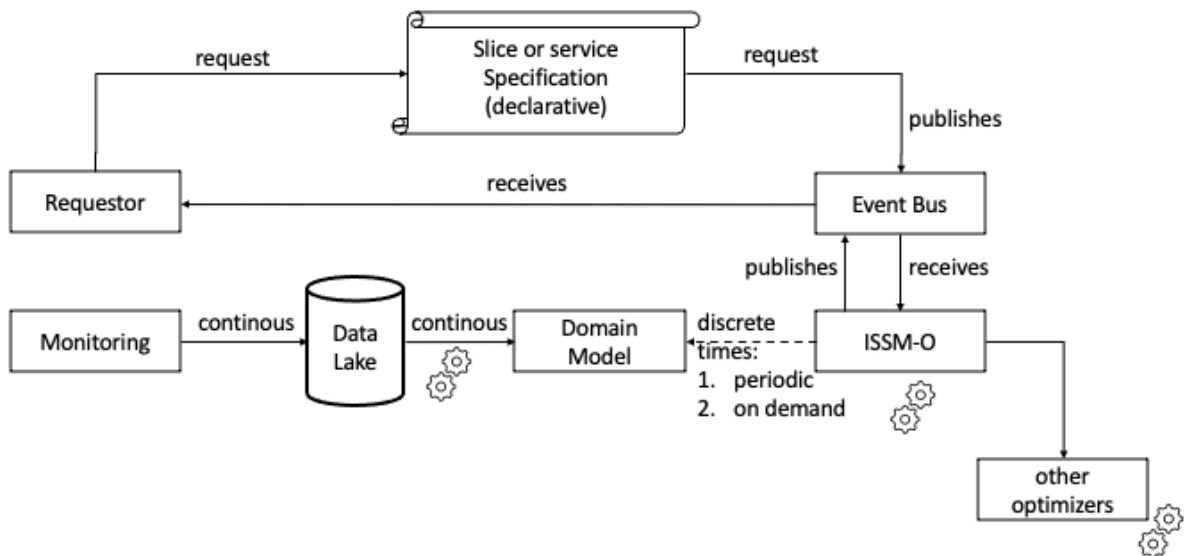 Slice or service
Specification
(declarative)
request
request
publishes
Requestor
receives
Event Bus
publishes
receives
Monitoring
continous
Data
Lake
continous
Domain
Model
discrete
times:
1. periodic
2. on demand
ISSM-O
other
optimizers